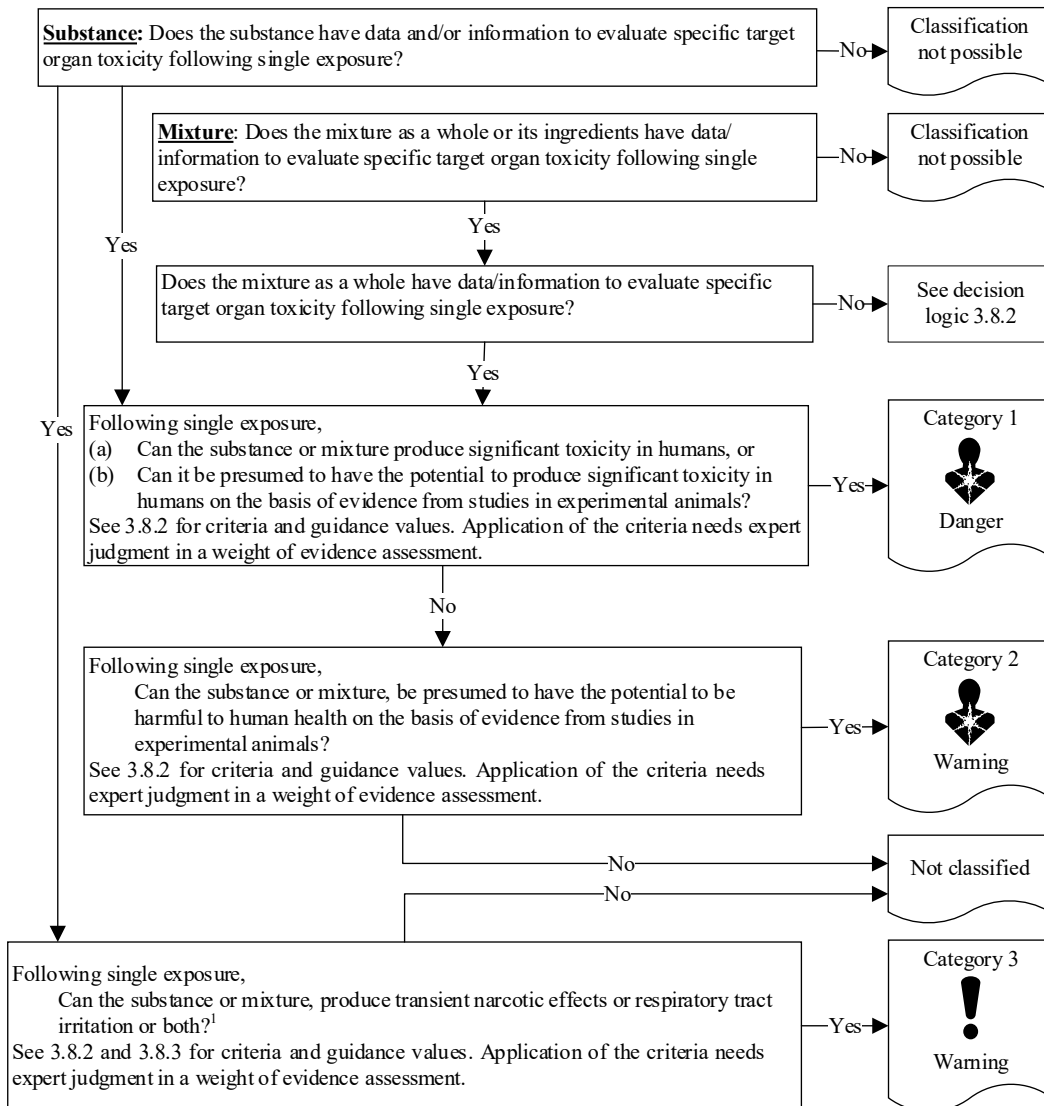 Substance: Does the substance have data and/or information to evaluate specific target
organ toxicity following single exposure?
No
Classification
not possible
Mixture: Does the mixture as a whole or its ingredients have data/
information to evaluate specific target organ toxicity following single
exposure?
No
Classification
not possible
Yes
Yes
Does the mixture as a whole have data/information to evaluate specific
target organ toxicity following single exposure?
No
See decision
logic 3.8.2
Yes
Yes
Following single exposure,
(a) Can the substance or mixture produce significant toxicity in humans, or
(b) Can it be presumed to have the potential to produce significant toxicity in
humans on the basis of evidence from studies in experimental animals?
See 3.8.2 for criteria and guidance values. Application of the criteria needs expert
judgment in a weight of evidence assessment.
Yes
Category 1
Danger
No
Following single exposure,
Can the substance or mixture, be presumed to have the potential to be
harmful to human health on the basis of evidence from studies in
experimental animals?
See 3.8.2 for criteria and guidance values. Application of the criteria needs
expert judgment in a weight of evidence assessment.
Yes
Category 2
Warning
No
No
Not classified
Following single exposure,
Can the substance or mixture, produce transient narcotic effects or respiratory tract
irritation or both?1
See 3.8.2 and 3.8.3 for criteria and guidance values. Application of the criteria needs
expert judgment in a weight of evidence assessment.
Yes
Category 3
Warning